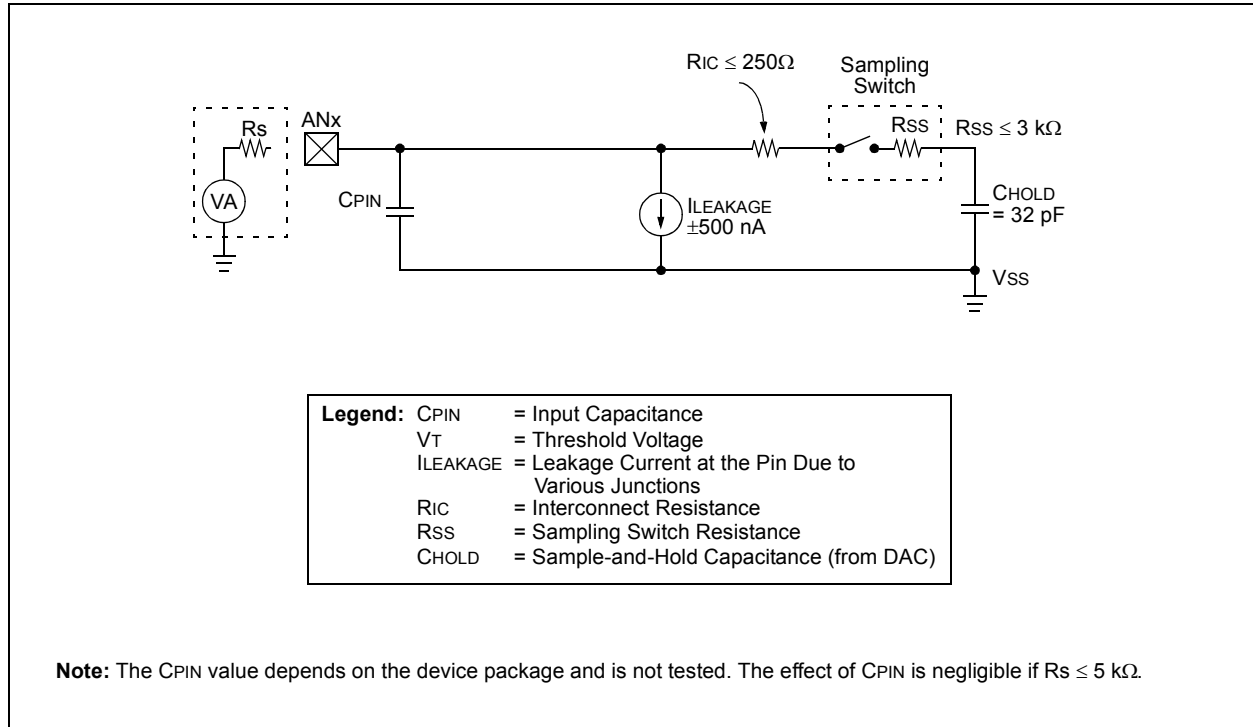 RIC ≤ 250Ω
Sampling
Switch
Rs
ANx
RSS
RSS ≤ 3 kΩ
VA
CPIN
ILEAKAGE
±500 nA
CHOLD
= 32 pF
VSS
Legend: CPIN = Input Capacitance
VT = Threshold Voltage
ILEAKAGE = Leakage Current at the Pin Due to
Various Junctions
RIC = Interconnect Resistance
RSS = Sampling Switch Resistance
CHOLD = Sample-and-Hold Capacitance (from DAC)
Note: The CPIN value depends on the device package and is not tested. The effect of CPIN is negligible if Rs ≤ 5 kΩ.